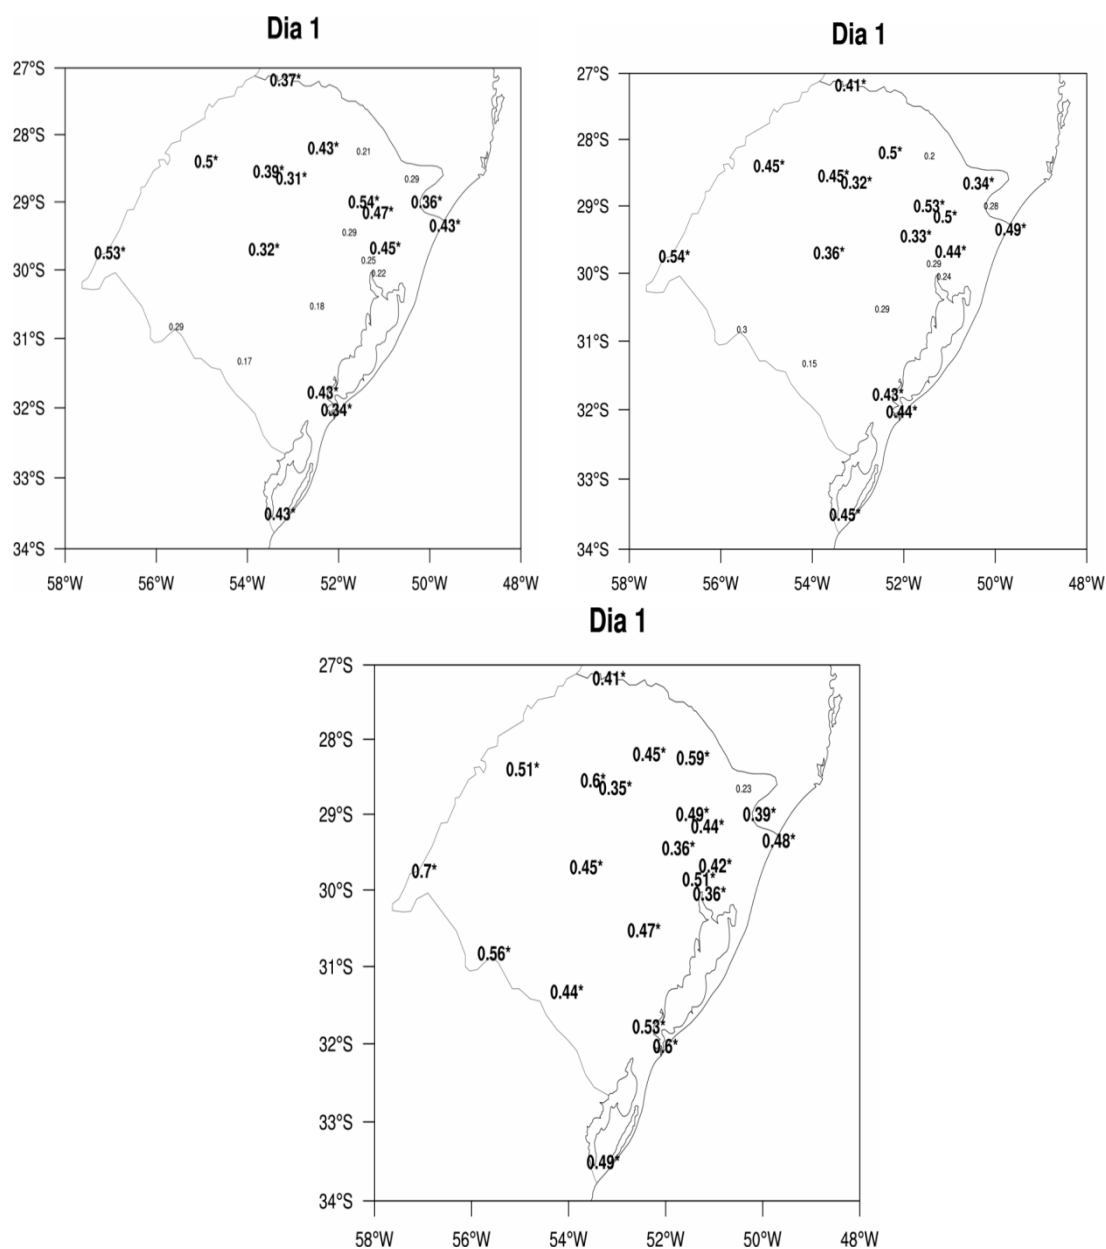 Dia 1
27°S
28°S
29°S
30°S
31°S
32°S
33°S
34°S
58°W 56°W 54°W 52°W 50°W 48°W
0.37*
0.43* 0.21
0.5*
0.39*
0.31* 0.29
0.54* 0.36*
0.47*
0.43*
0.29
0.53* 0.32* 0.45*
0.25
0.22
0.18
0.29
0.17
0.43*
0.34*
0.43*
Dia 1
27°S
28°S
29°S
30°S
31°S
32°S
33°S
34°S
58°W 56°W 54°W 52°W 50°W 48°W
0.41*
0.5* 0.2
0.45*
0.45*
0.32* 0.34*
0.53* 0.28
0.5*
0.49*
0.33*
0.54* 0.36* 0.44*
0.29
0.24
0.29
0.3
0.15
0.43*
0.44*
0.45*
Dia 1
27°S
28°S
29°S
30°S
31°S
32°S
33°S
34°S
58°W 56°W 54°W 52°W 50°W 48°W
0.41*
0.45* 0.59*
0.51*
0.6*
0.35* 0.23
0.49* 0.39*
0.44*
0.48*
0.36*
0.7* 0.45* 0.42*
0.51*
0.36*
0.47*
0.56*
0.44*
0.53*
0.6*
0.49*